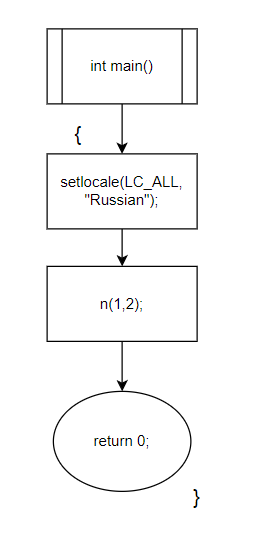 int main()
{
setlocale(LC_ALL,
"Russian");
n(1,2);
return 0;
}